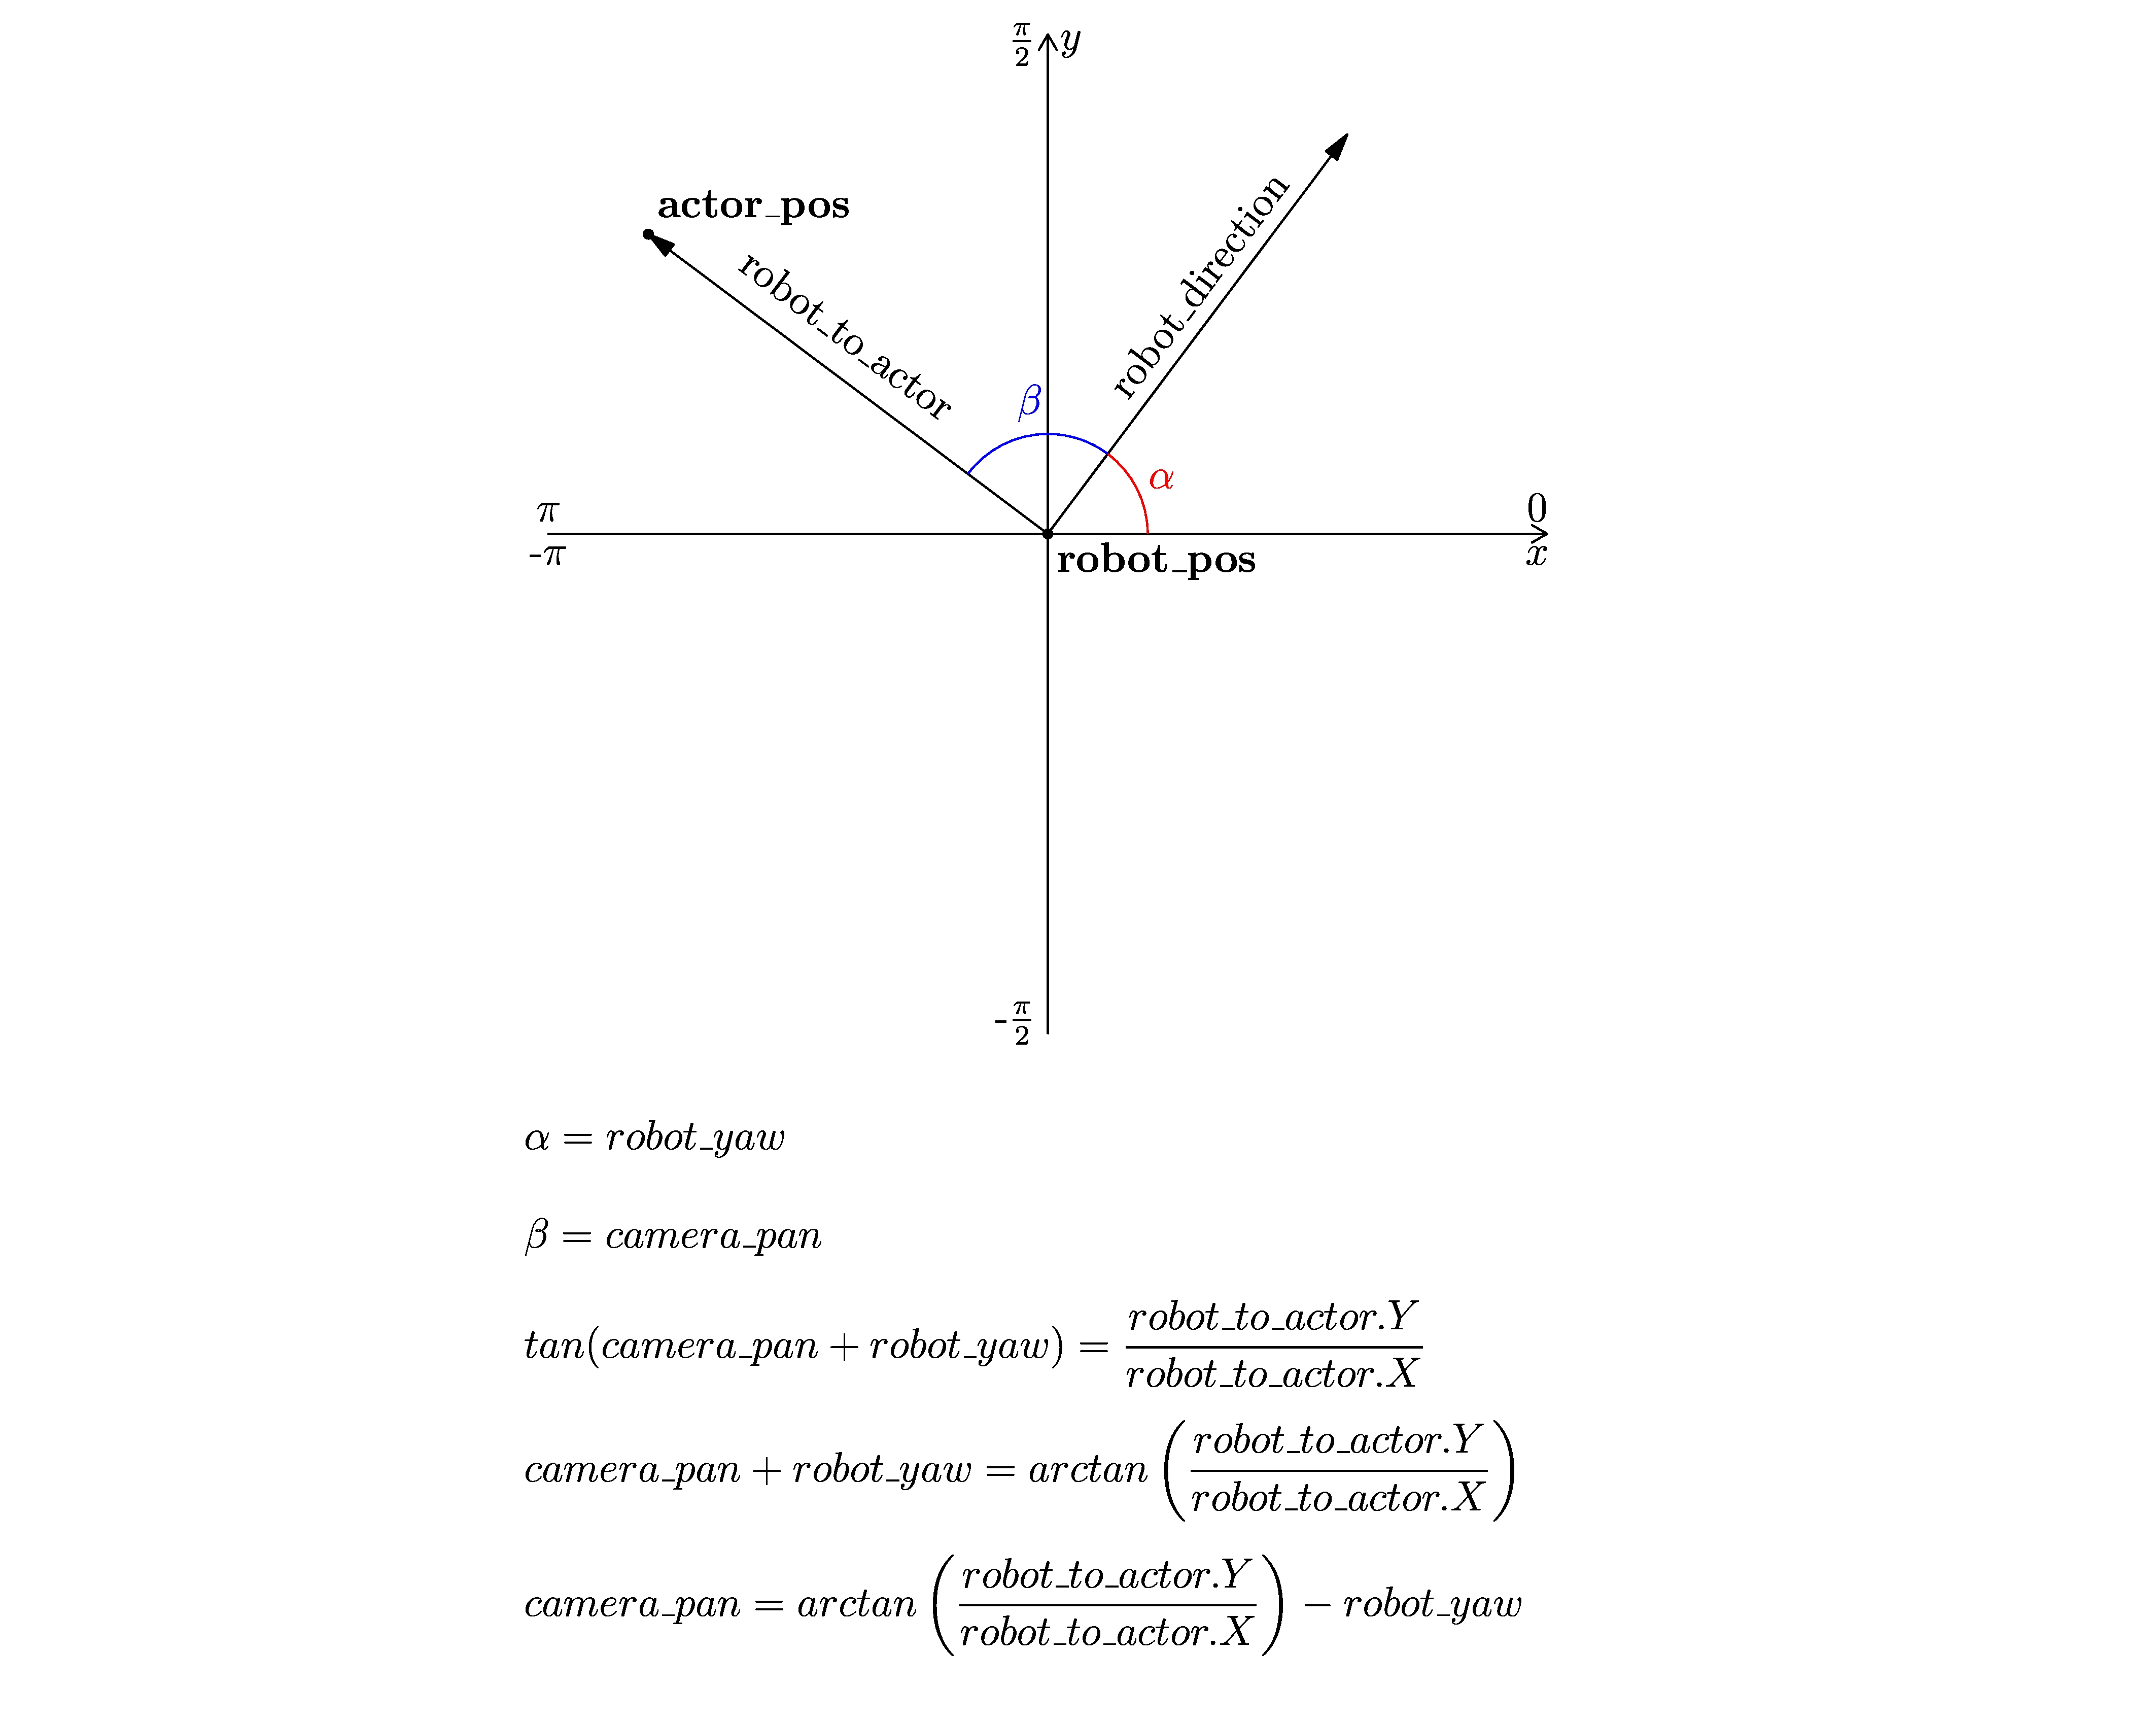 π/2 y
actor_pos
robot_to_actor
robot_direction
β
α
π
-π
0
x
robot_pos
-π/2
α = robot_yaw
β = camera_pan
tan(camera_pan + robot_yaw) = robot_to_actor.Y / robot_to_actor.X
camera_pan + robot_yaw = arctan(robot_to_actor.Y / robot_to_actor.X)
camera_pan = arctan(robot_to_actor.Y / robot_to_actor.X) − robot_yaw